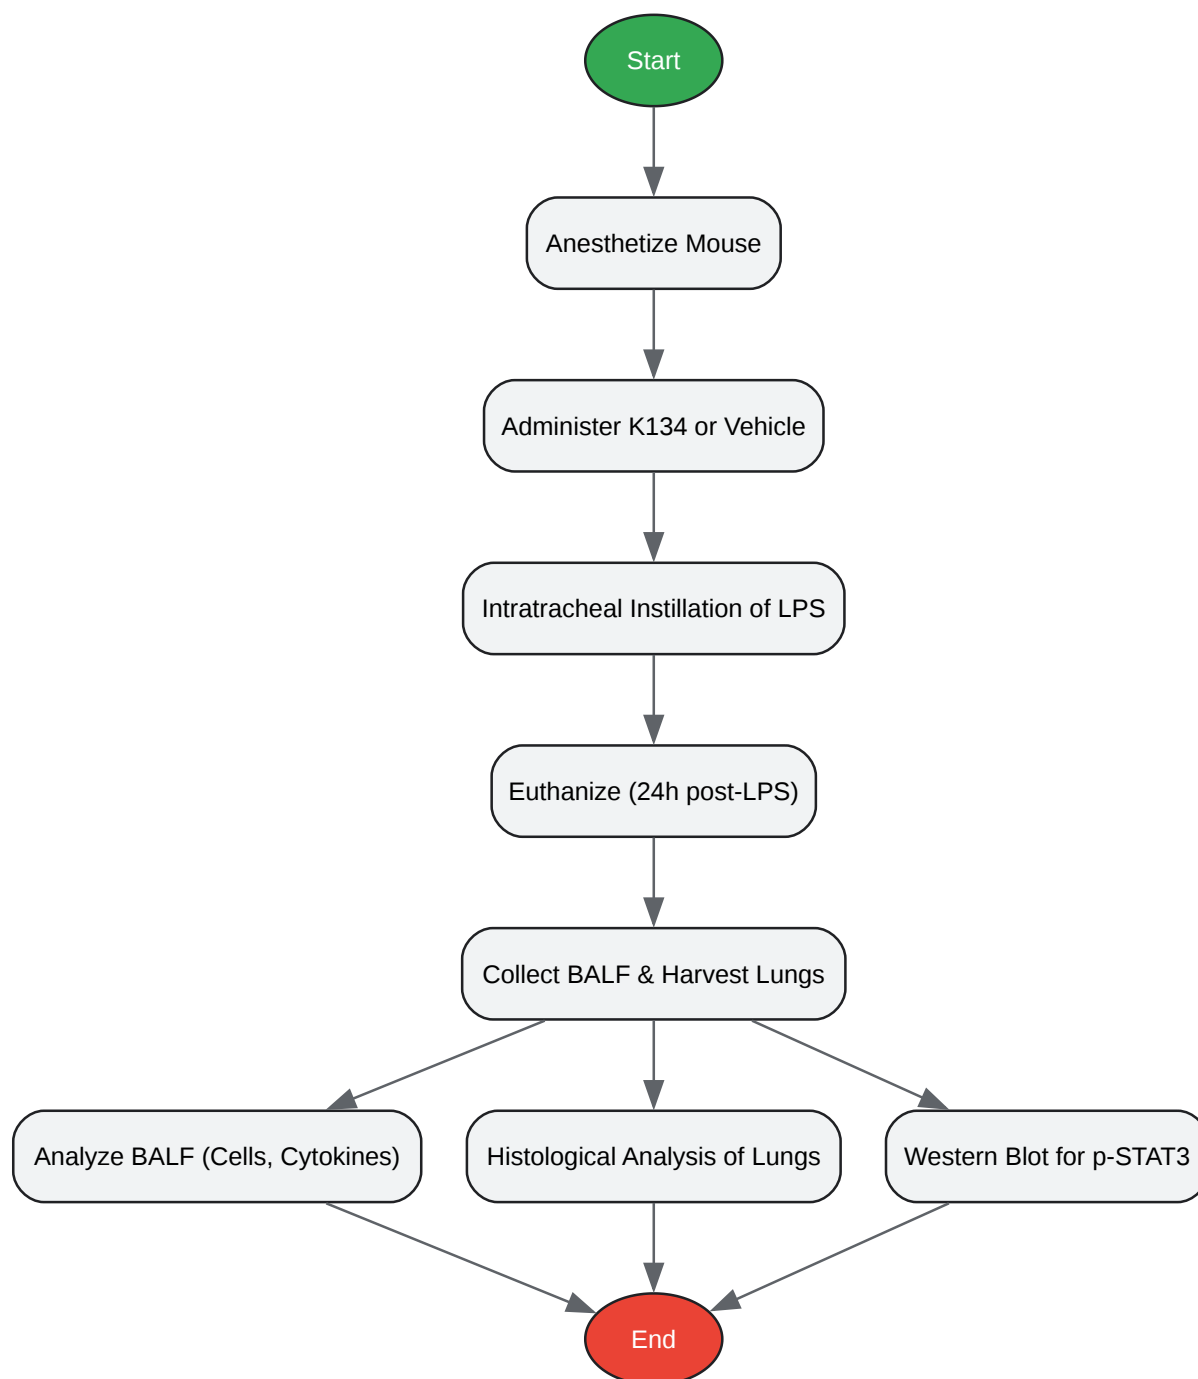 Start
Anesthetize Mouse
Administer K134 or Vehicle
Intratracheal Instillation of LPS
Euthanize (24h post-LPS)
Collect BALF & Harvest Lungs
Analyze BALF (Cells, Cytokines)
Histological Analysis of Lungs
Western Blot for p-STAT3
End